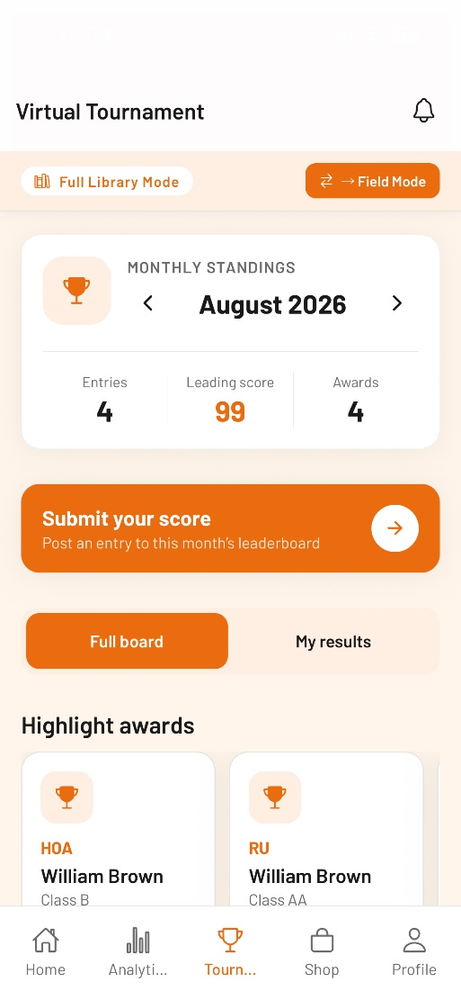 Virtual Tournament
Full Library Mode
→ Field Mode
MONTHLY STANDINGS
August 2026
Entries
Leading score
Awards
4
99
4
Submit your score
Post an entry to this month's leaderboard
Full board
My results
Highlight awards
HOA
William Brown
Class B
RU
William Brown
Class AA
Home
Analyti...
Tourn...
Shop
Profile